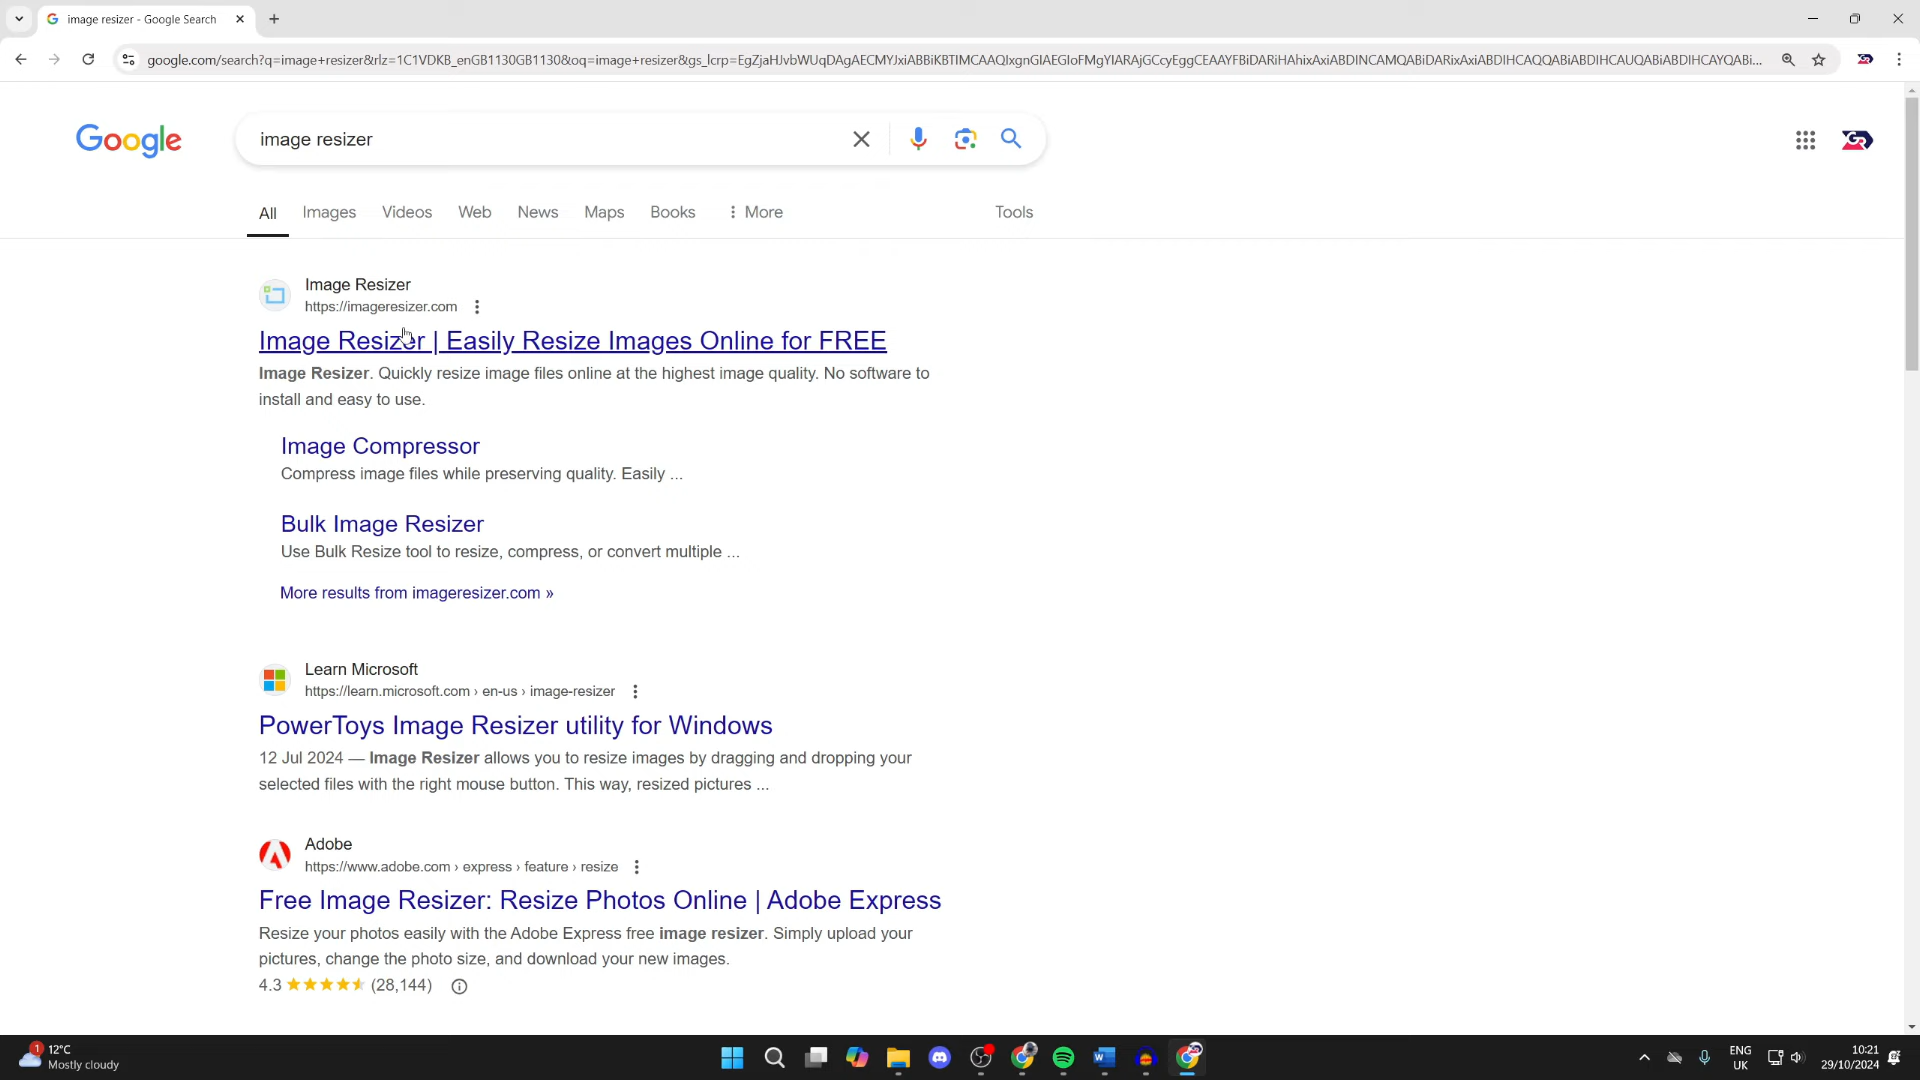 image resizer - Google Search
google.com/search?q=image+resizer&rlz=1C1VDKB_enGB1130GB1130&oq=image+resizer&gs_lcrp=
Google
image resizer
All Images Videos Web News Maps Books More Tools
Image Resizer
https://imageresizer.com
Image Resizer | Easily Resize Images Online for FREE
Image Resizer. Quickly resize image files online at the highest image quality. No software to
install and easy to use.
Image Compressor
Compress image files while preserving quality. Easily ...
Bulk Image Resizer
Use Bulk Resize tool to resize, compress, or convert multiple ...
More results from imageresizer.com »
Learn Microsoft
https://learn.microsoft.com › en-us › image-resizer
PowerToys Image Resizer utility for Windows
12 Jul 2024 — Image Resizer allows you to resize images by dragging and dropping your
selected files with the right mouse button. This way, resized pictures ...
Adobe
https://www.adobe.com › express › feature › resize
Free Image Resizer: Resize Photos Online | Adobe Express
Resize your photos easily with the Adobe Express free image resizer. Simply upload your
pictures, change the photo size, and download your new images.
4.3 (28,144)
1
12°C
Mostly cloudy
ENG
UK
10:21
29/10/2024